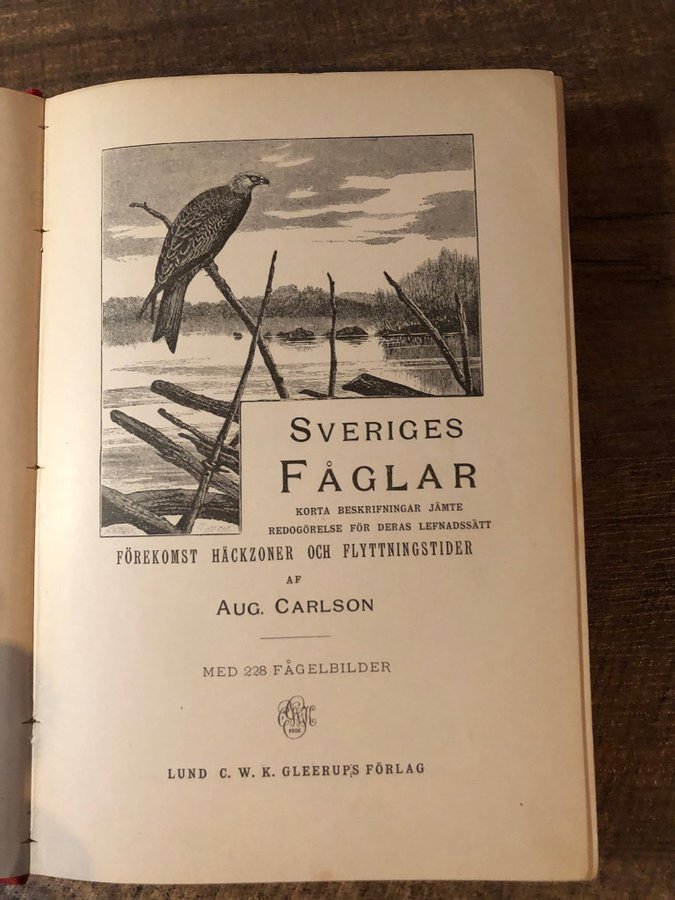 SVERIGES
FÅGLAR
KORTA BESKRIFNINGAR JÄMTE
REDOGÖRELSE FÖR DERAS LEFNADSSÄTT
FÖREKOMST HÄCKZONER OCH FLYTTNINGSTIDER
AF
AUG. CARLSON
MED 228 FÅGELBILDER
LUND C. W. K. GLEERUPS FÖRLAG